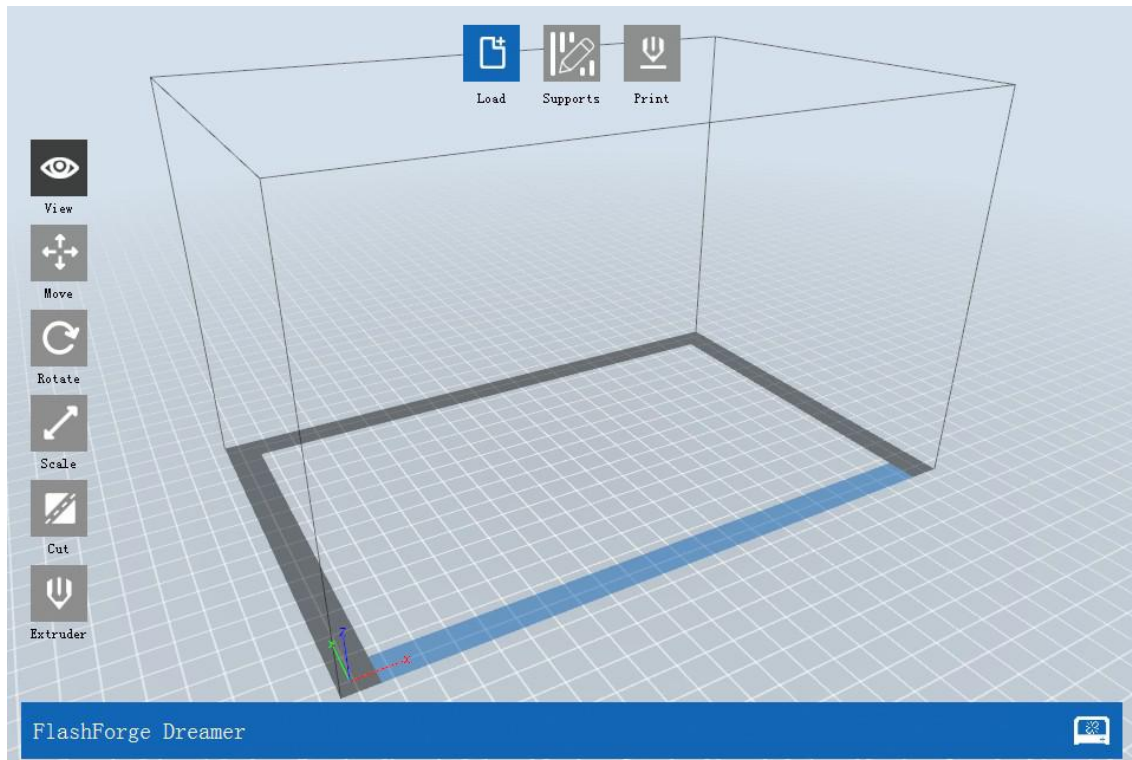 Load
Supports
Print
View
Move
Rotate
Scale
Cut
Extruder
Z
X
FlashForge Dreamer